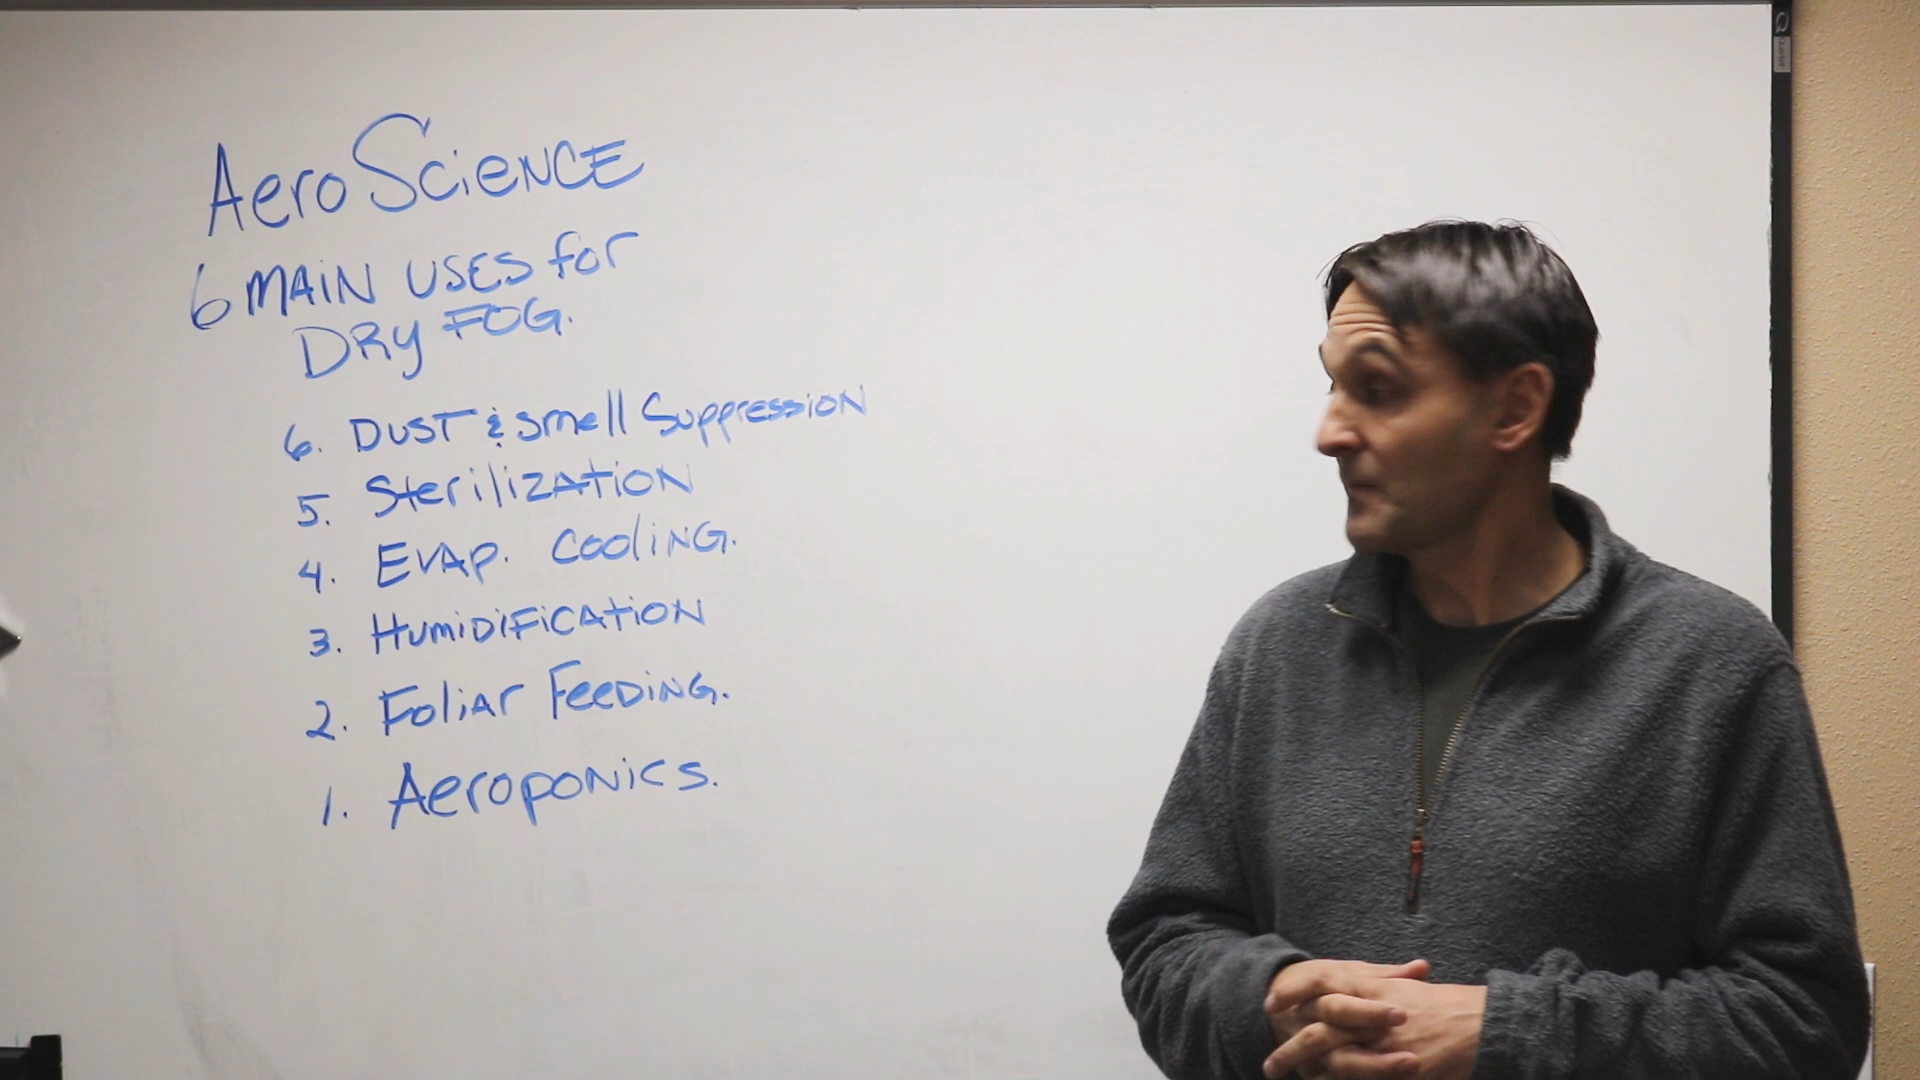 AeroScience
6 MAIN USES for
DRY FOG.
6. DUST & Smell Suppression
5. Sterilization
4. Evap. Cooling.
3. Humidification
2. Foliar Feeding.
1. Aeroponics.